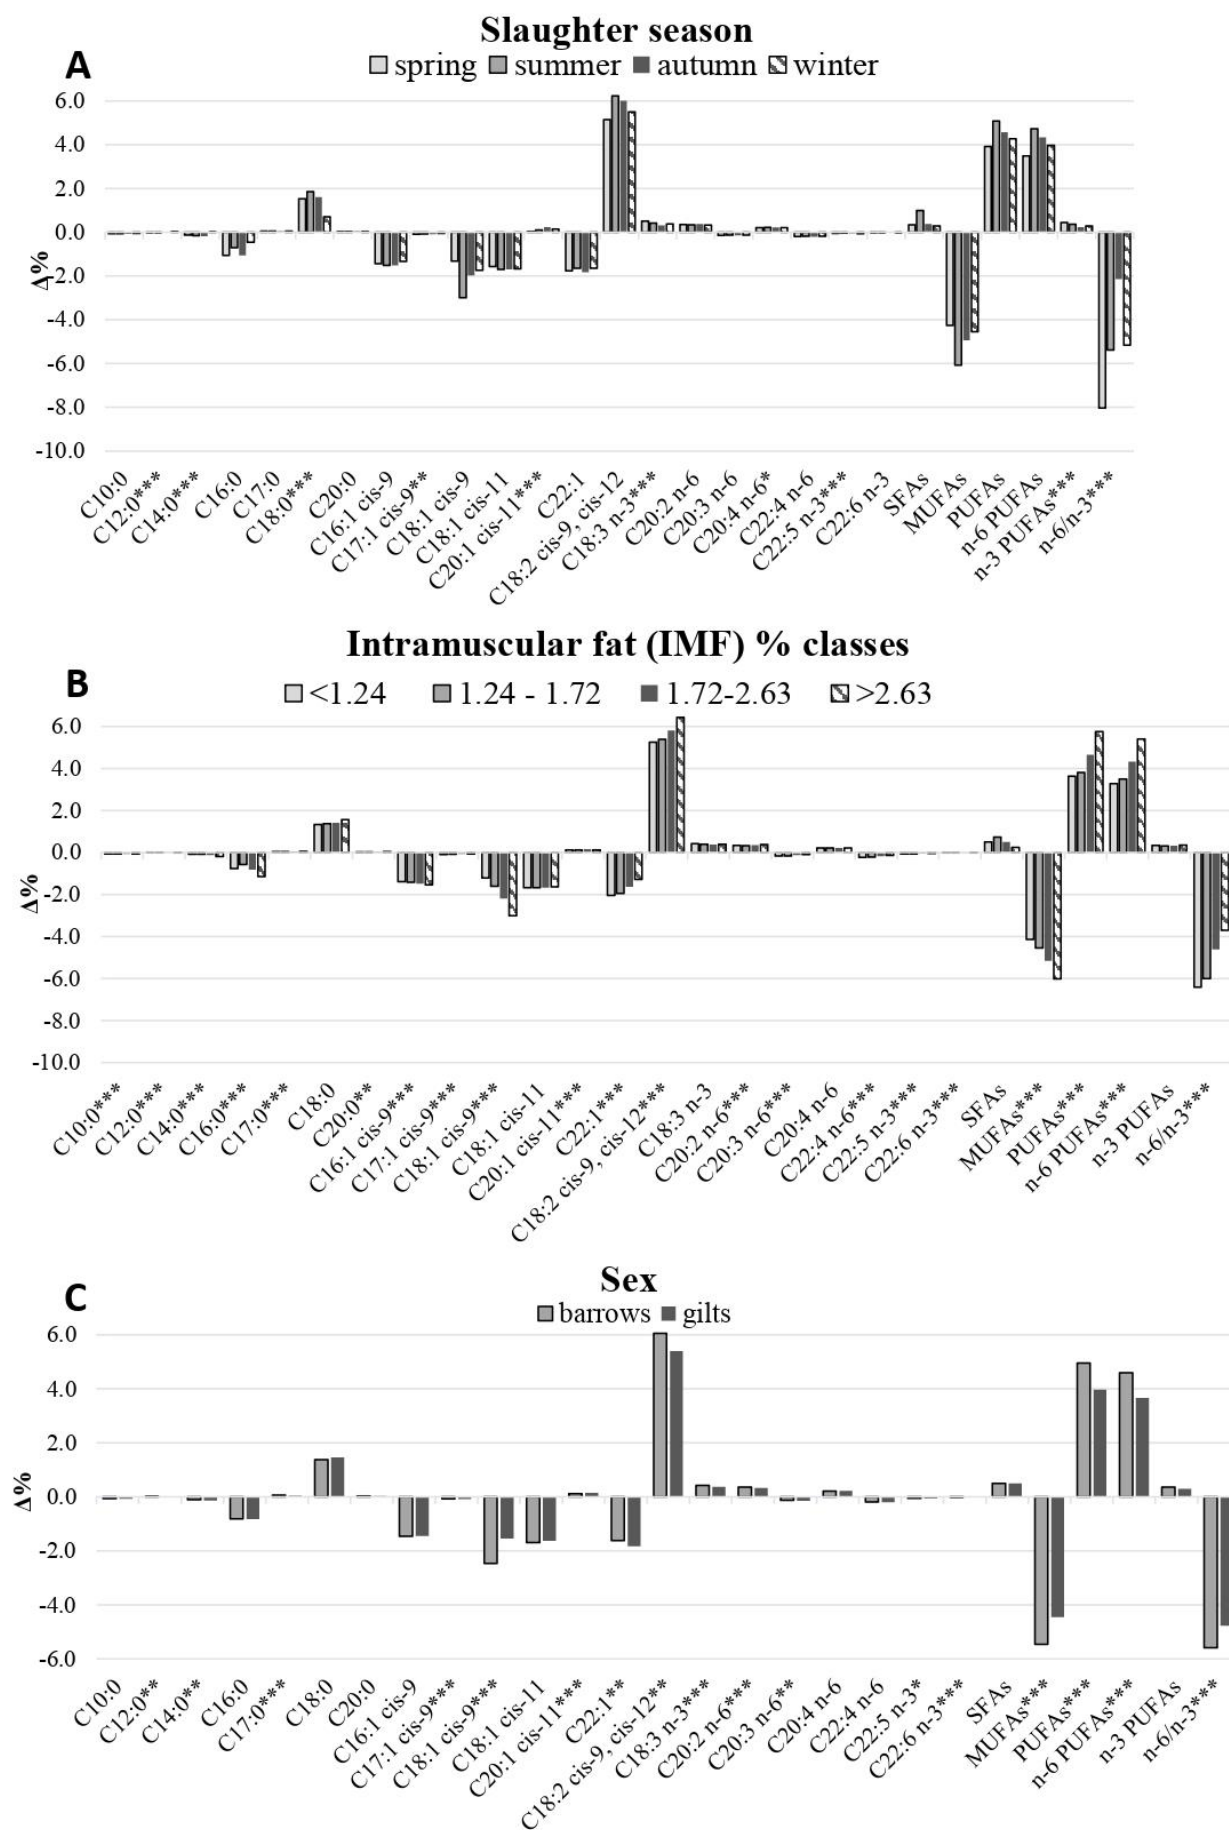 Slaughter season
A
spring summer autumn winter
6.0
4.0
2.0
0.0
-2.0
-4.0
-6.0
-8.0
-10.0
Δ%
C10:0
C12:0***
C14:0***
C16:0
C17:0
C18:0***
C20:0
C16:1 cis-9
C17:1 cis-9**
C18:1 cis-9
C18:1 cis-11
C20:1 cis-11***
C22:1
C18:2 cis-9, cis-12
C18:3 n-3***
C20:2 n-6
C20:3 n-6
C20:4 n-6*
C22:4 n-6
C22:5 n-3***
C22:6 n-3
SFAs
MUFAs
PUFAs
n-6 PUFAs
n-3 PUFAs***
n-6/n-3***
Intramuscular fat (IMF) % classes
B
<1.24 1.24 - 1.72 1.72-2.63 >2.63
6.0
4.0
2.0
0.0
-2.0
-4.0
-6.0
-8.0
-10.0
Δ%
C10:0***
C12:0***
C14:0***
C16:0***
C17:0***
C18:0
C20:0**
C16:1 cis-9***
C17:1 cis-9***
C18:1 cis-9***
C18:1 cis-11
C20:1 cis-11***
C22:1***
C18:2 cis-9, cis-12***
C18:3 n-3
C20:2 n-6***
C20:3 n-6***
C20:4 n-6
C22:4 n-6***
C22:5 n-3***
C22:6 n-3***
SFAs
MUFAs***
PUFAs***
n-6 PUFAs***
n-3 PUFAs
n-6/n-3***
Sex
C
barrows gilts
6.0
4.0
2.0
0.0
-2.0
-4.0
-6.0
Δ%
C10:0
C12:0**
C14:0**
C16:0
C17:0***
C18:0
C20:0
C16:1 cis-9
C17:1 cis-9***
C18:1 cis-9***
C18:1 cis-11
C20:1 cis-11***
C22:1**
C18:2 cis-9, cis-12**
C18:3 n-3***
C20:2 n-6***
C20:3 n-6**
C20:4 n-6
C22:4 n-6
C22:5 n-3*
C22:6 n-3***
SFAs
MUFAs***
PUFAs***
n-6 PUFAs***
n-3 PUFAs
n-6/n-3***